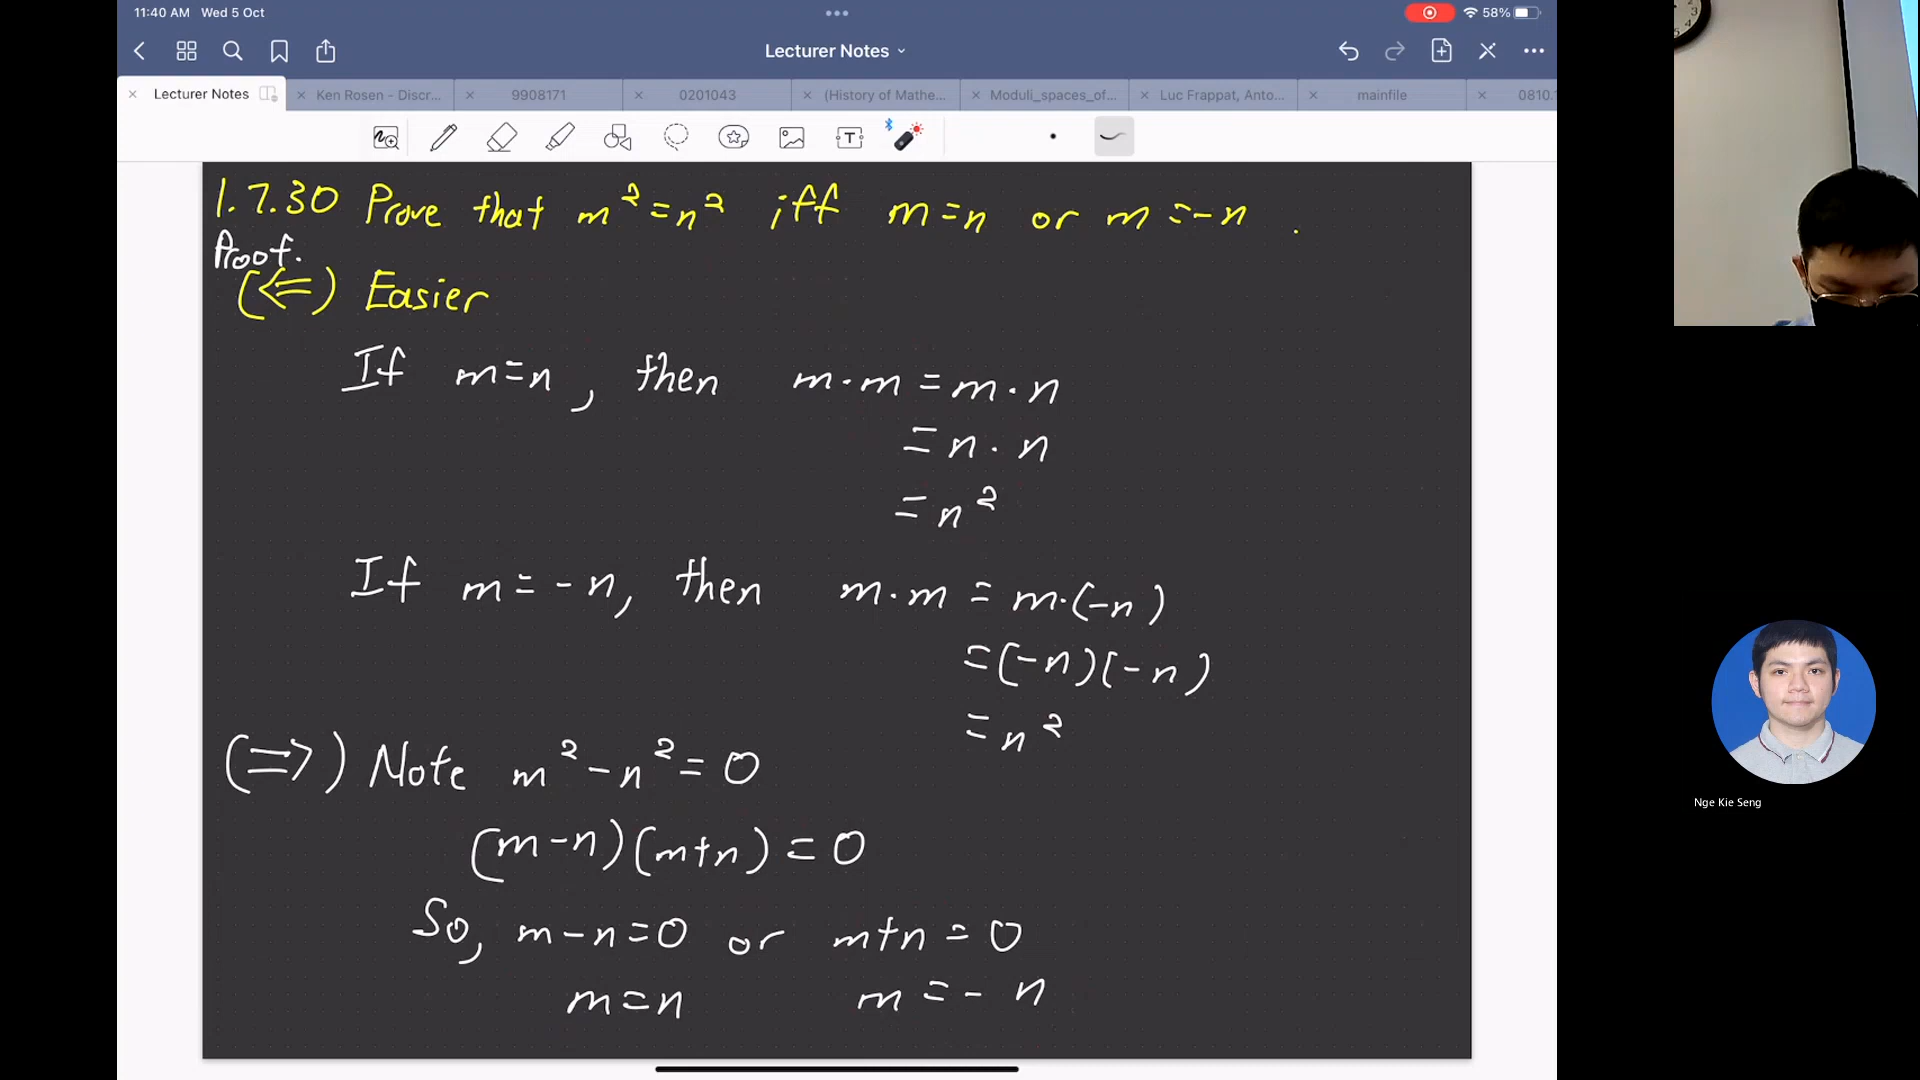 11:40 AM Wed 5 Oct
58%
Lecturer Notes
Lecturer Notes
Ken Rosen - Discr...
9908171
0201043
(History of Mathe...
Moduli_spaces_of...
Luc Frappat, Anto...
mainfile
0810.
1.7.30 Prove that m² = n² iff m = n or m = -n .
Proof.
(⇐) Easier
If m = n , then m · m = m · n
= n · n
= n²
If m = - n, then m · m = m · (-n)
= (-n)(-n)
= n²
(⇒) Note m² - n² = 0
(m - n)(m + n) = 0
So, m - n = 0 or m + n = 0
m = n m = - n
Nge Kie Seng